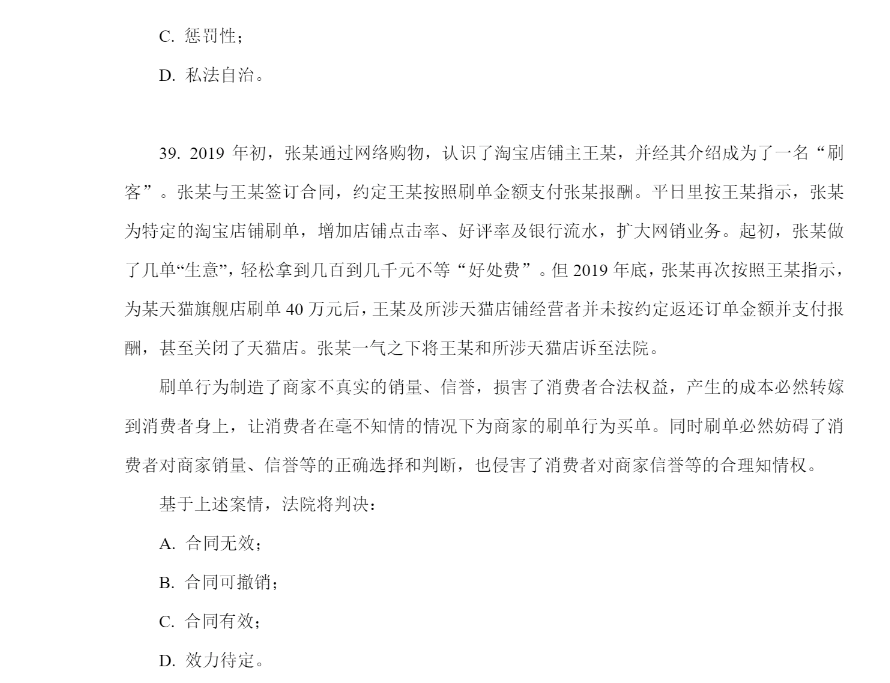 C. 惩罚性；
D. 私法自治。
39. 2019 年初，张某通过网络购物，认识了淘宝店铺主王某，并经其介绍成为了一名“刷
客”。张某与王某签订合同，约定王某按照刷单金额支付张某报酬。平日里按王某指示，张某
为特定的淘宝店铺刷单，增加店铺点击率、好评率及银行流水，扩大网销业务。起初，张某做
了几单“生意”，轻松拿到几百到几千元不等“好处费”。但 2019 年底，张某再次按照王某指示，
为某天猫旗舰店刷单 40 万元后，王某及所涉天猫店铺经营者并未按约定返还订单金额并支付报
酬，甚至关闭了天猫店。张某一气之下将王某和所涉天猫店诉至法院。
刷单行为制造了商家不真实的销量、信誉，损害了消费者合法权益，产生的成本必然转嫁
到消费者身上，让消费者在毫不知情的情况下为商家的刷单行为买单。同时刷单必然妨碍了消
费者对商家销量、信誉等的正确选择和判断，也侵害了消费者对商家信誉等的合理知情权。
基于上述案情，法院将判决：
A. 合同无效；
B. 合同可撤销；
C. 合同有效；
D. 效力待定。